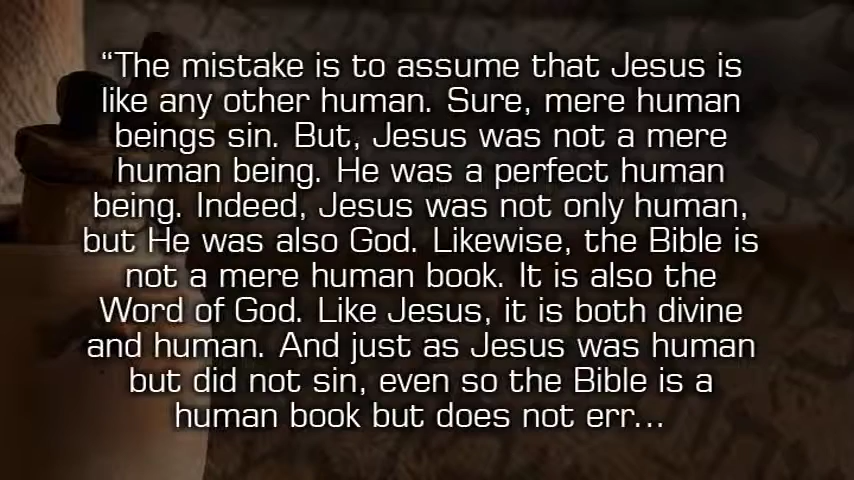 “The mistake is to assume that Jesus is
like any other human. Sure, mere human
beings sin. But, Jesus was not a mere
human being. He was a perfect human
being. Indeed, Jesus was not only human,
but He was also God. Likewise, the Bible is
not a mere human book. It is also the
Word of God. Like Jesus, it is both divine
and human. And just as Jesus was human
but did not sin, even so the Bible is a
human book but does not err...